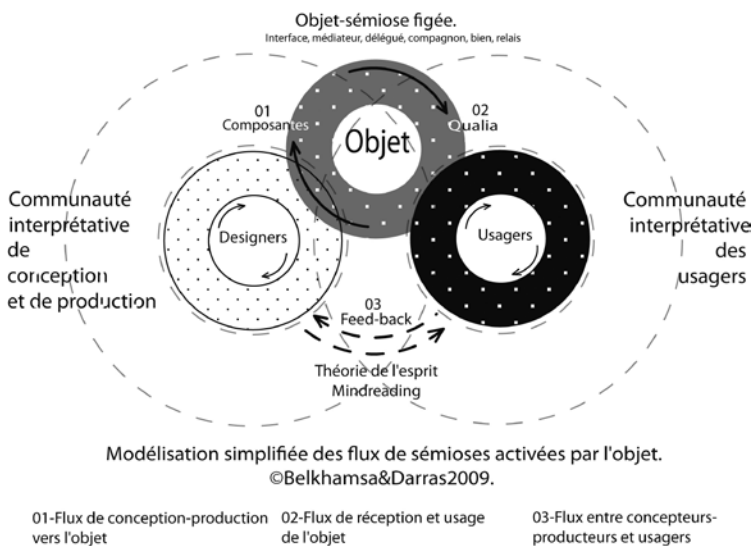 Objet-sémiose figée.
Interface, médiateur, délégué, compagnon, bien, relais
01
Composantes
02
Qualia
Objet
Communauté
interprétative
de
conception
et de production
Designers
Usagers
Communauté
interprétative
des
usagers
03
Feed-back
Théorie de l'esprit
Mindreading
Modélisation simplifiée des flux de sémioses activées par l'objet.
©Belkhamsa&Darras2009.
01-Flux de conception-production
vers l'objet
02-Flux de réception et usage
de l'objet
03-Flux entre concepteurs-
producteurs et usagers